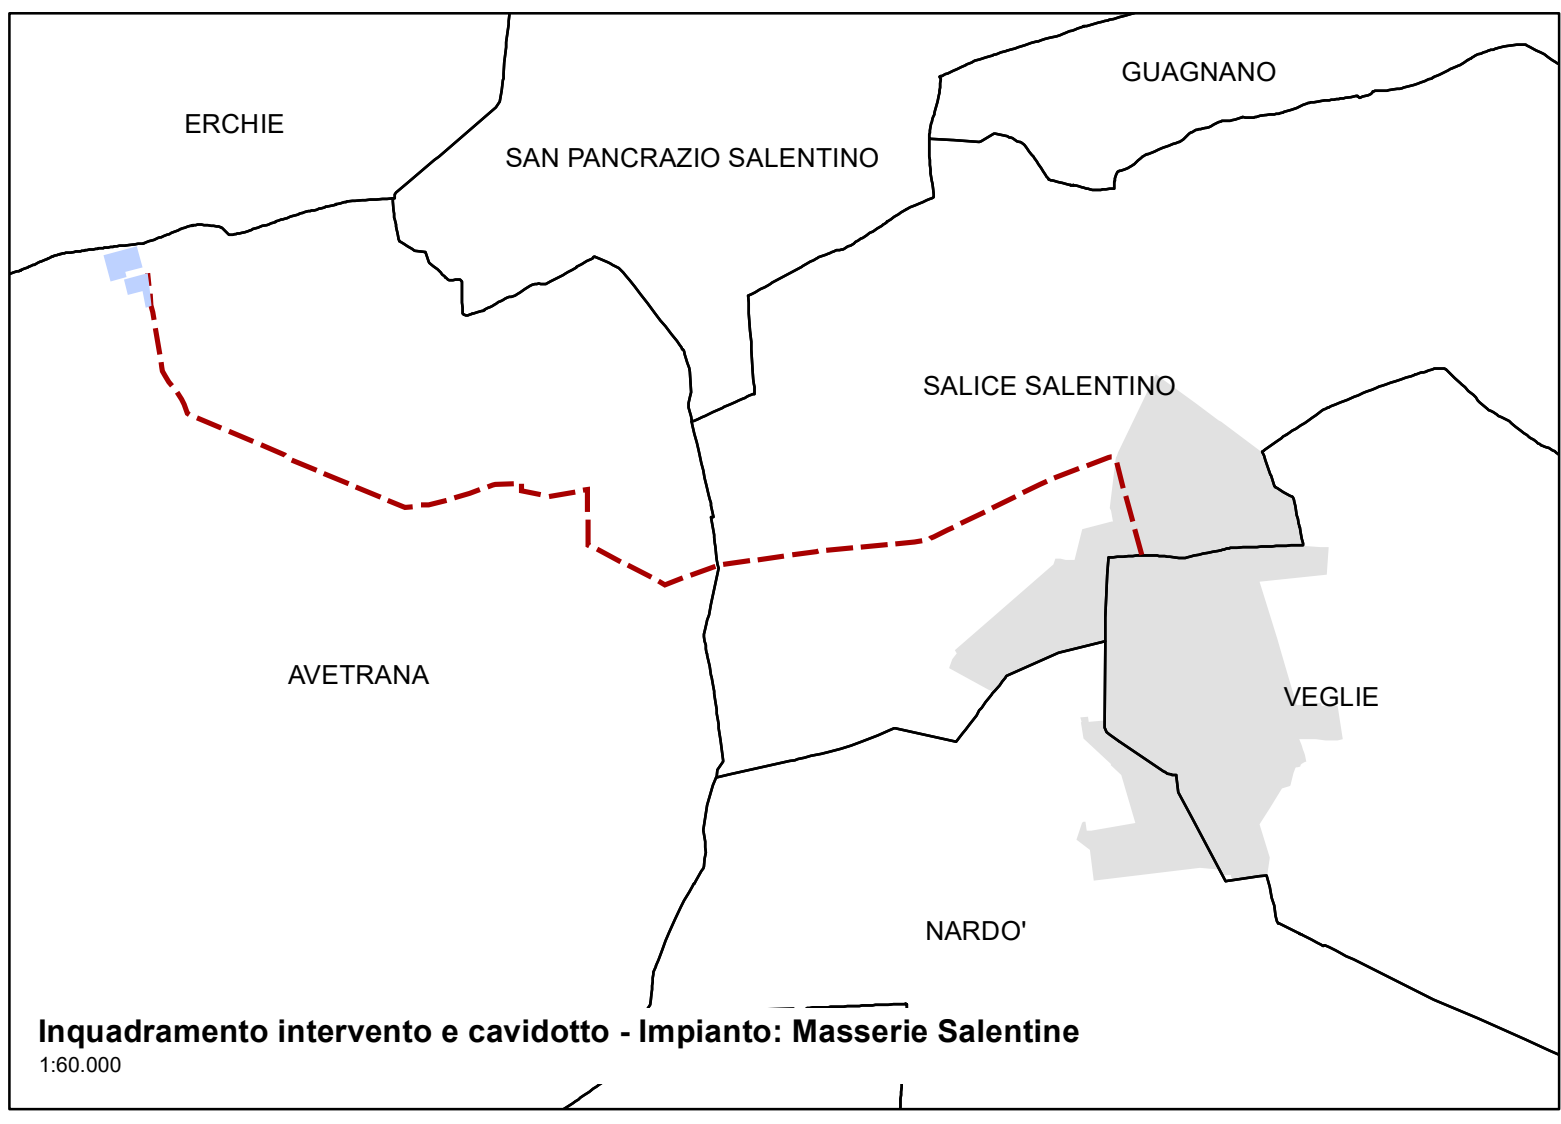 GUAGNANO
ERCHIE
SAN PANCRAZIO SALENTINO
SALICE SALENTINO
AVETRANA
VEGLIE
NARDO'
Inquadramento intervento e cavidotto - Impianto: Masserie Salentine
1:60.000